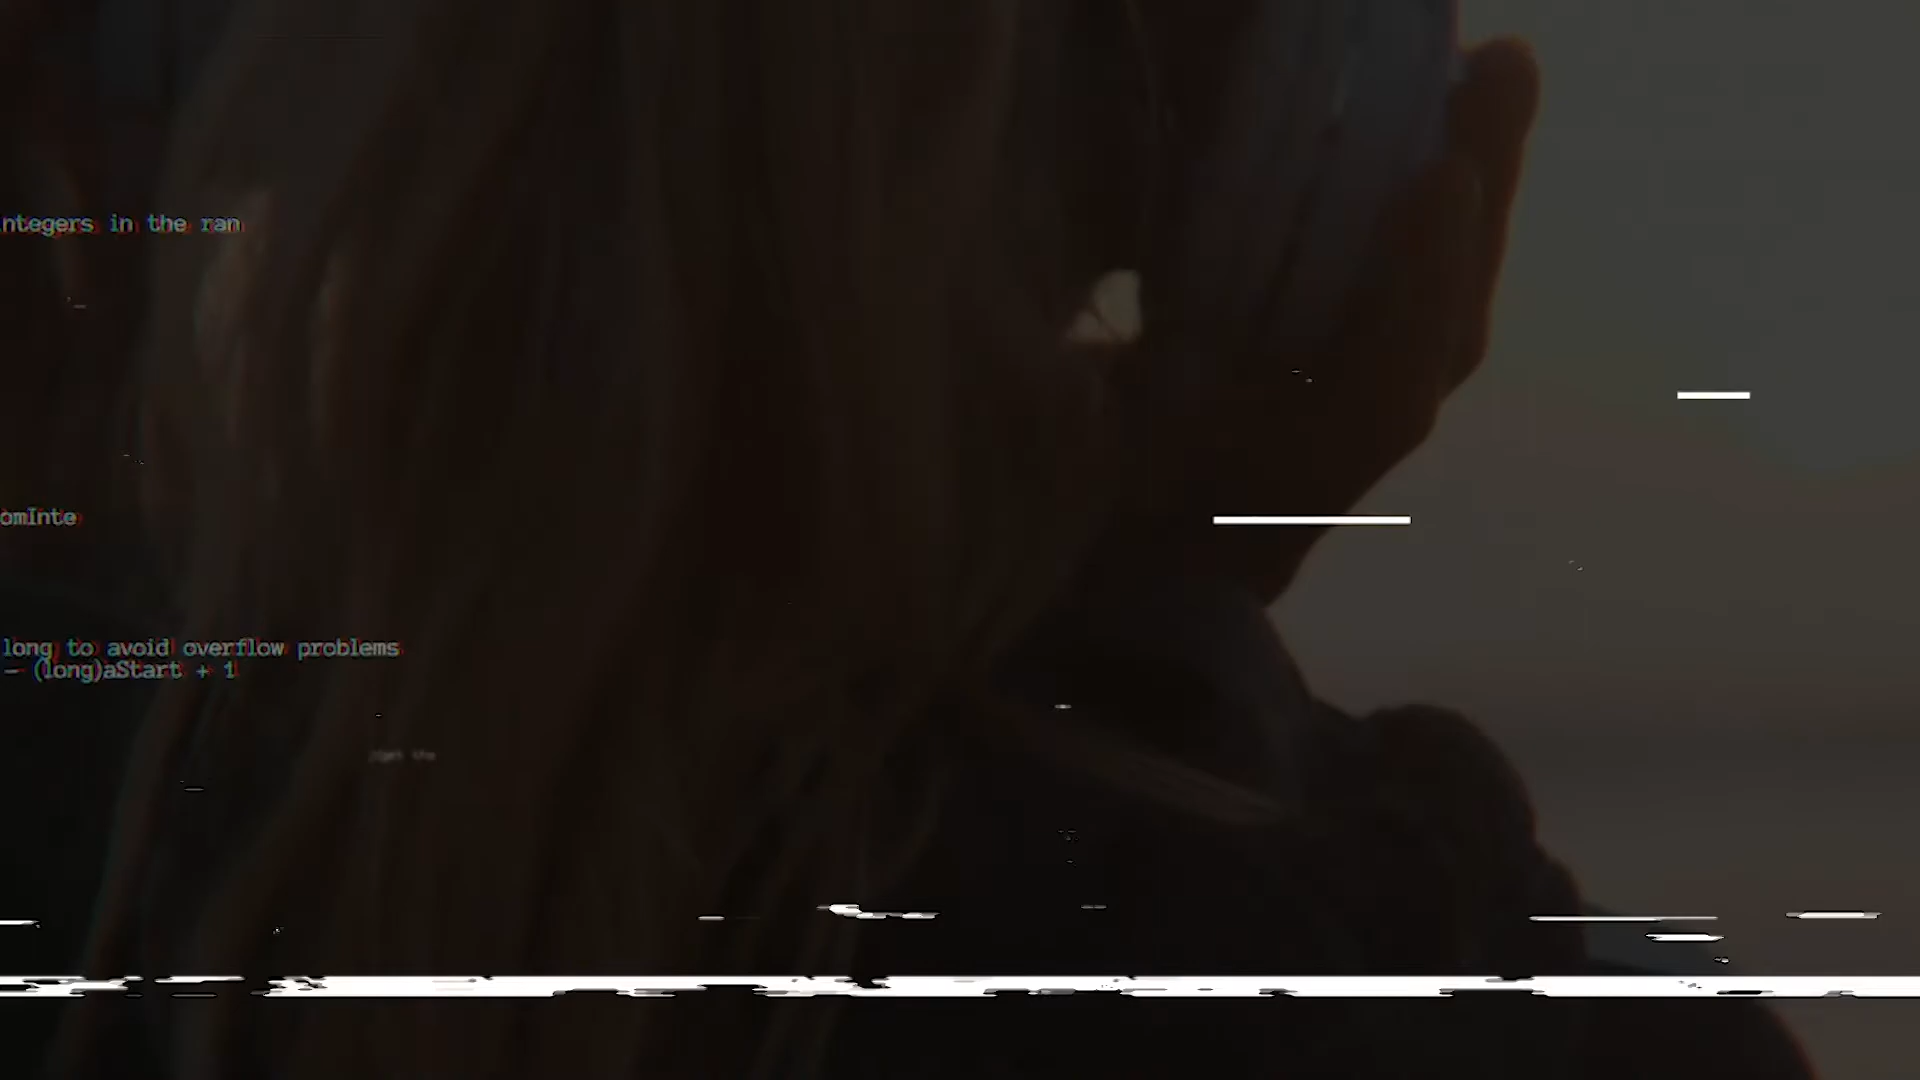 ntegers in the ran
omInte
long to avoid overflow problems
- (long)aStart + 1